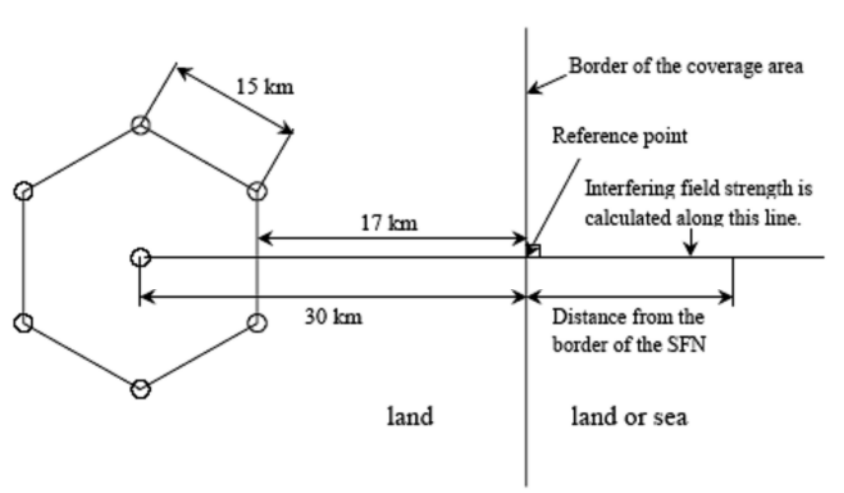 15 km
Border of the coverage area
Reference point
Interfering field strength is
calculated along this line.
17 km
30 km
Distance from the
border of the SFN
land
land or sea